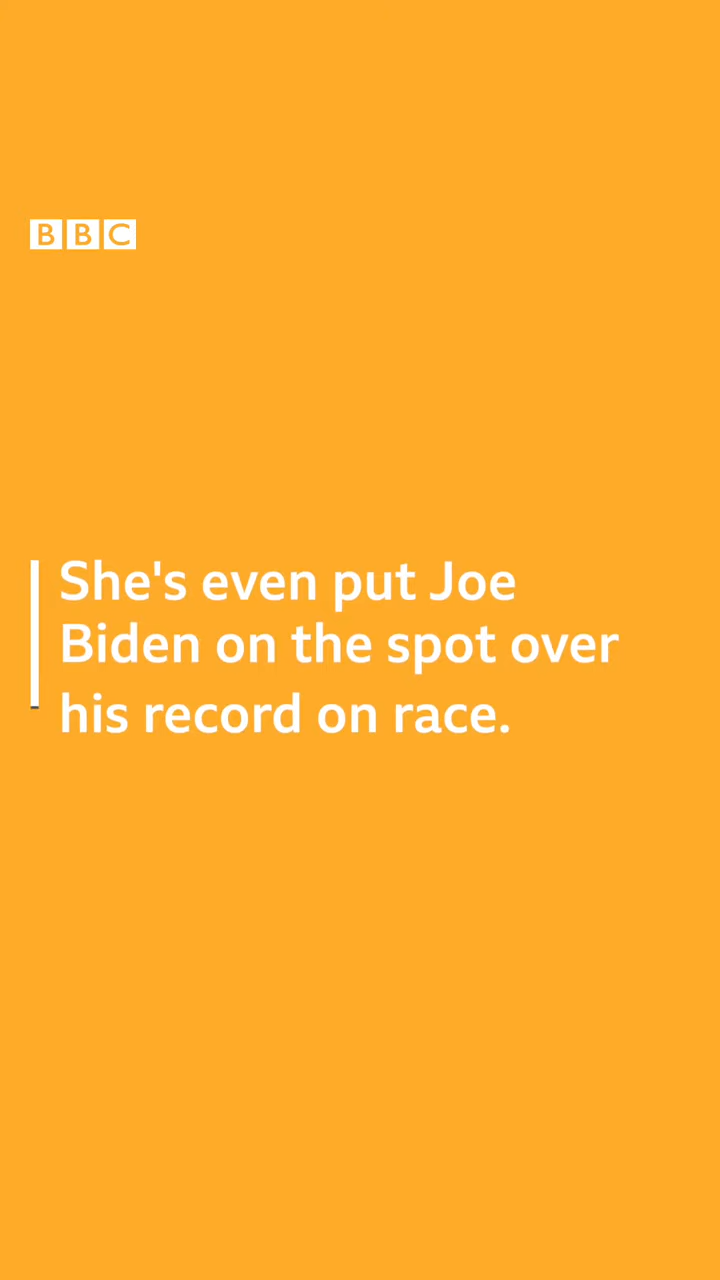 BBC
She's even put Joe
Biden on the spot over
his record on race.